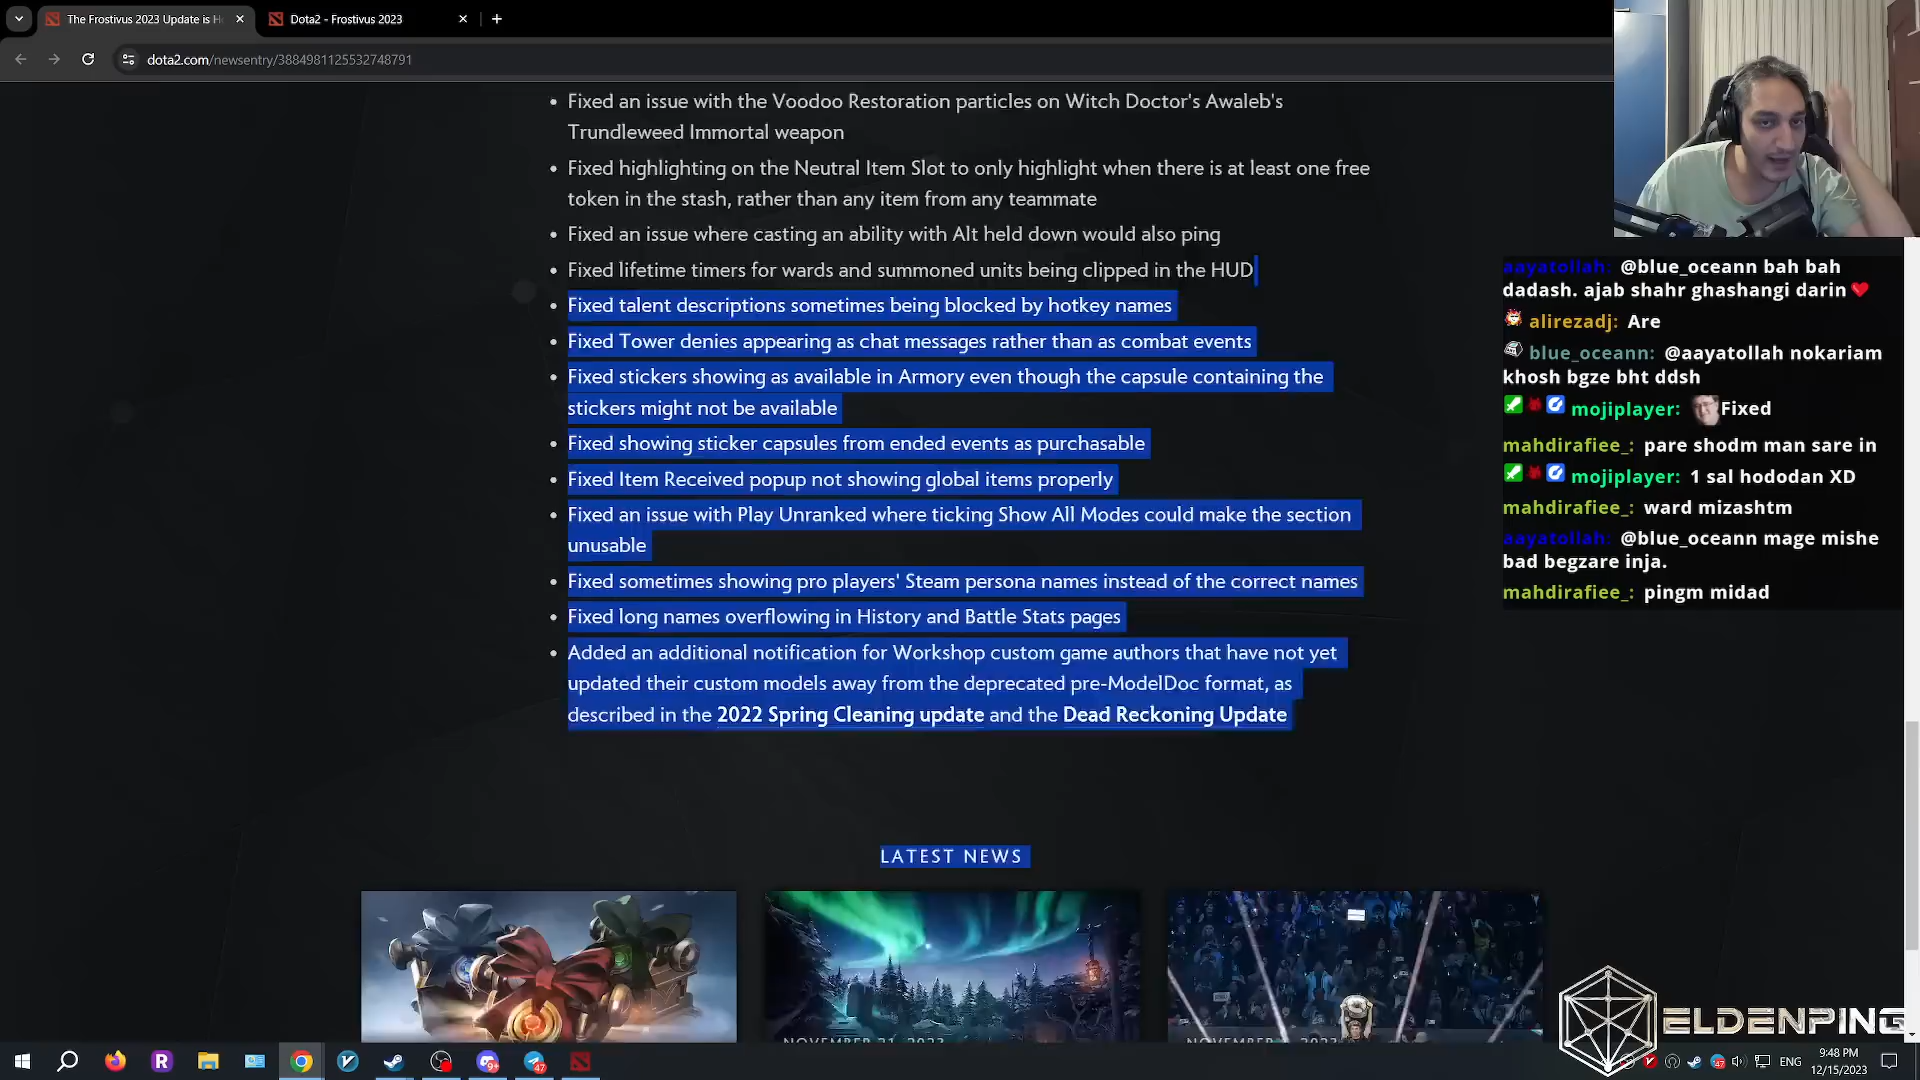 The Frostivus 2023 Update is H
Dota2 - Frostivus 2023
dota2.com/newsentry/3884981125532748791
Fixed an issue with the Voodoo Restoration particles on Witch Doctor's Awaleb's
Trundleweed Immortal weapon
Fixed highlighting on the Neutral Item Slot to only highlight when there is at least one free
token in the stash, rather than any item from any teammate
Fixed an issue where casting an ability with Alt held down would also ping
Fixed lifetime timers for wards and summoned units being clipped in the HUD
Fixed talent descriptions sometimes being blocked by hotkey names
Fixed Tower denies appearing as chat messages rather than as combat events
Fixed stickers showing as available in Armory even though the capsule containing the
stickers might not be available
Fixed showing sticker capsules from ended events as purchasable
Fixed Item Received popup not showing global items properly
Fixed an issue with Play Unranked where ticking Show All Modes could make the section
unusable
Fixed sometimes showing pro players' Steam persona names instead of the correct names
Fixed long names overflowing in History and Battle Stats pages
Added an additional notification for Workshop custom game authors that have not yet
updated their custom models away from the deprecated pre-ModelDoc format, as
described in the 2022 Spring Cleaning update and the Dead Reckoning Update
LATEST NEWS
aayatollah: @blue_oceann bah bah
dadash. ajab shahr ghashangi darin
alirezadj: Are
blue_oceann: @aayatollah nokariam
khosh bgze bht ddsh
mojiplayer: Fixed
mahdirafiee_: pare shodm man sare in
mojiplayer: 1 sal hododan XD
mahdirafiee_: ward mizashtm
aayatollah: @blue_oceann mage mishe
bad begzare inja.
mahdirafiee_: pingm midad
ELDENPING
ENG
9:48 PM
12/15/2023